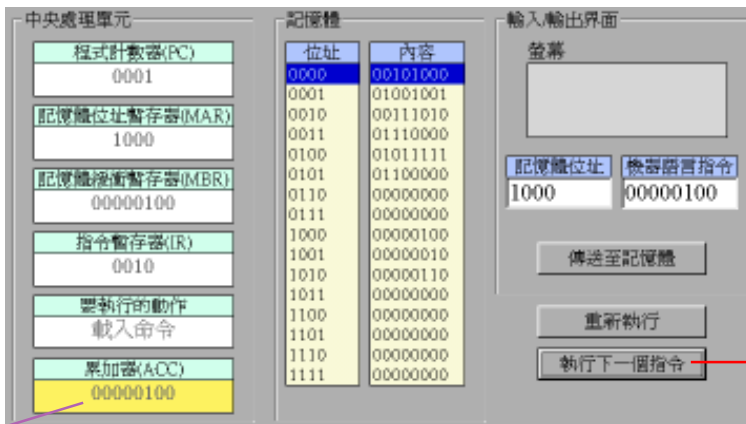 中央處理單元
程式計數器(PC)
0001
記憶體位址暫存器(MAR)
1000
記憶體緩衝暫存器(MBR)
00000100
指令暫存器(IR)
0010
要執行的動作
載入命令
累加器(ACC)
00000100
記憶體
位址 內容
0000 00101000
0001 01001001
0010 00111010
0011 01110000
0100 01011111
0101 01100000
0110 00000000
0111 00000000
1000 00000100
1001 00000010
1010 00000110
1011 00000000
1100 00000000
1101 00000000
1110 00000000
1111 00000000
輸入/輸出界面
螢幕
記憶體位址 機器語言指令
1000 00000100
傳送至記憶體
重新執行
執行下一個指令